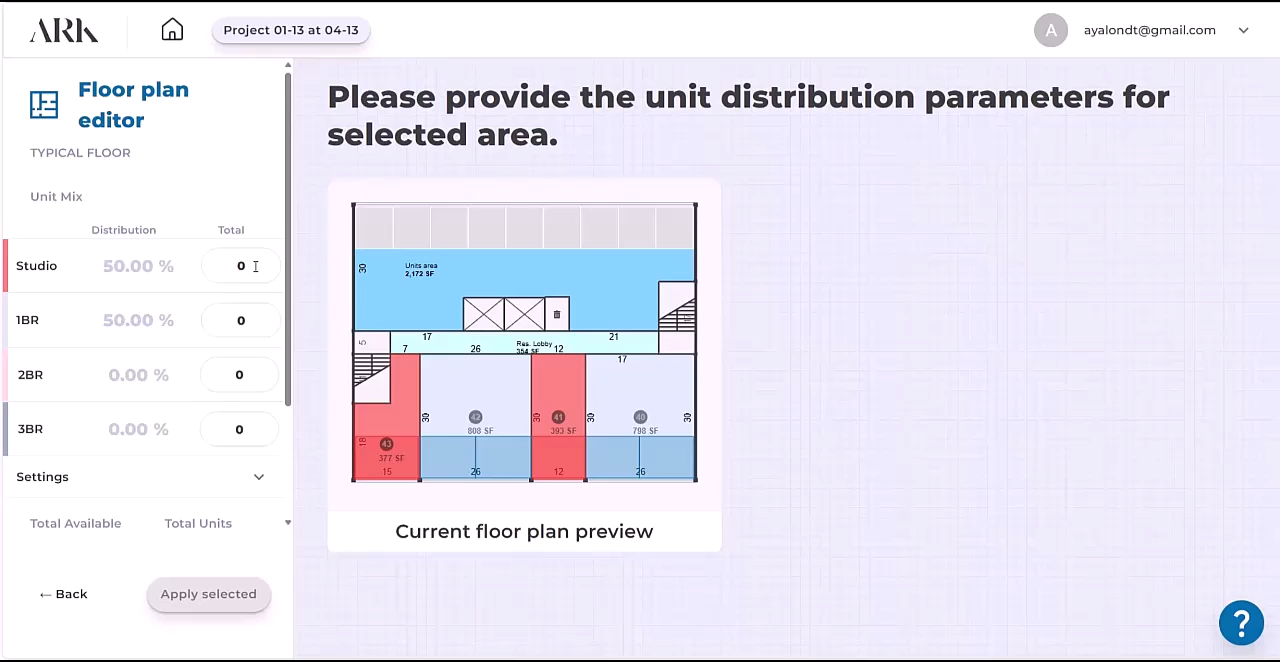 ARK
Project 01-13 at 04-13
A
ayalondt@gmail.com
Floor plan
editor
TYPICAL FLOOR
Unit Mix
Distribution Total
Studio 50.00 % 0
1BR 50.00 % 0
2BR 0.00 % 0
3BR 0.00 % 0
Settings
Total Available Total Units
← Back
Apply selected
Please provide the unit distribution parameters for
selected area.
30
Units area
2,172 SF
5
17
21
7
26
Res. Lobby
354 SF
12
17
30
42
808 SF
30
41
393 SF
30
40
798 SF
30
18
43
377 SF
15
26
12
26
Current floor plan preview
?